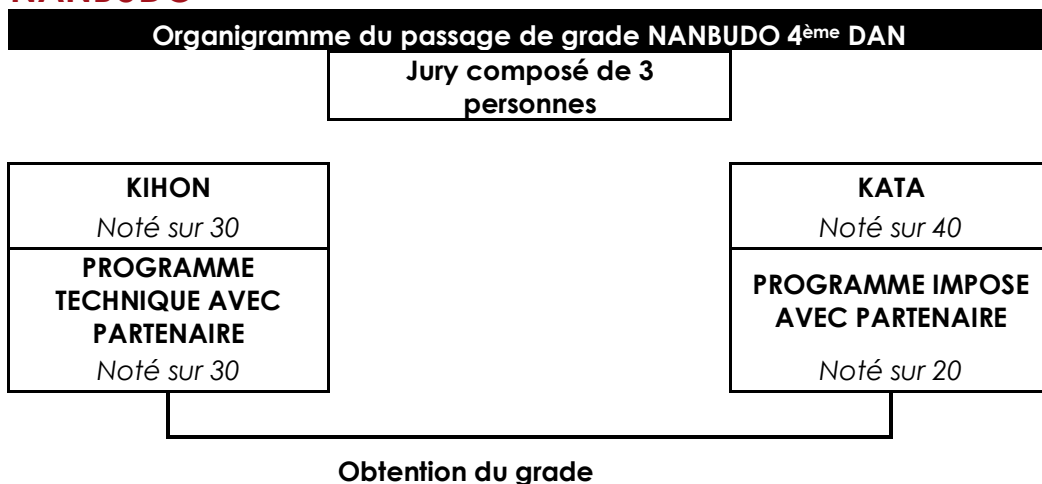 NANBUDO
Organigramme du passage de grade NANBUDO 4ème DAN
Jury composé de 3
personnes
KIHON
Noté sur 30
PROGRAMME
TECHNIQUE AVEC
PARTENAIRE
Noté sur 30
KATA
Noté sur 40
PROGRAMME IMPOSE
AVEC PARTENAIRE
Noté sur 20
Obtention du grade